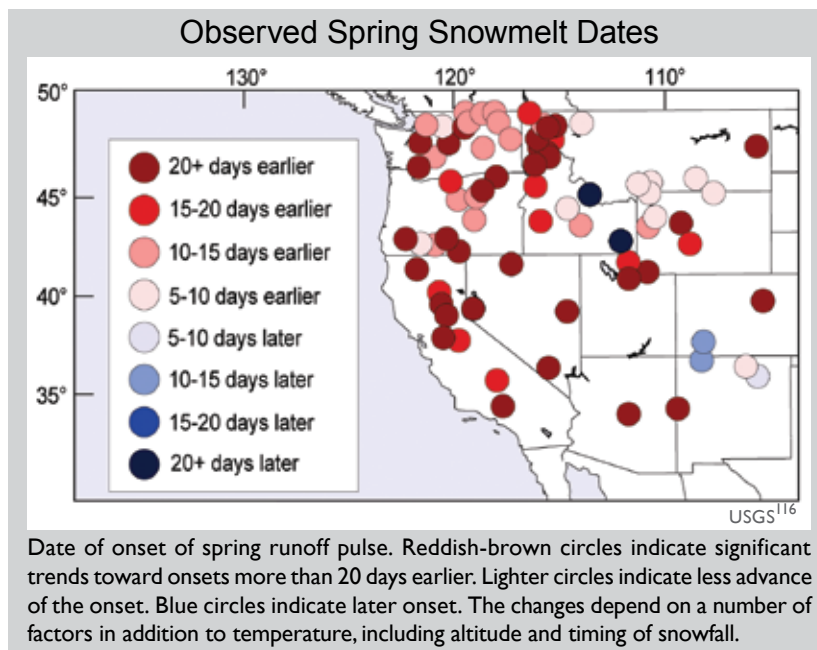 Observed Spring Snowmelt Dates
130° 120° 110°
50°
45°
40°
35°
20+ days earlier
15-20 days earlier
10-15 days earlier
5-10 days earlier
5-10 days later
10-15 days later
15-20 days later
20+ days later
USGS116
Date of onset of spring runoff pulse. Reddish-brown circles indicate significant
trends toward onsets more than 20 days earlier. Lighter circles indicate less advance
of the onset. Blue circles indicate later onset. The changes depend on a number of
factors in addition to temperature, including altitude and timing of snowfall.